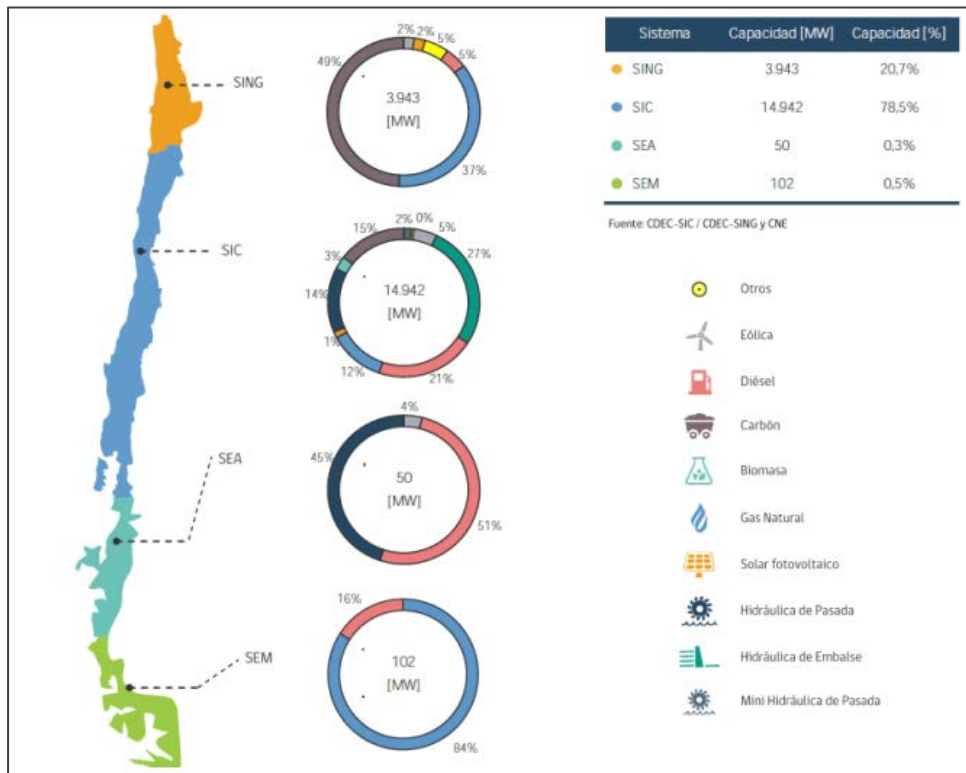 SING
SIC
SEA
SEM
2%
2%
5%
5%
49%
37%
3.943
[MW]
2%
0%
5%
15%
27%
3%
14%
1%
12%
21%
14.942
[MW]
4%
45%
51%
50
[MW]
16%
84%
102
[MW]
Sistema Capacidad [MW] Capacidad [%]
SING 3.943 20,7%
SIC 14.942 78,5%
SEA 50 0,3%
SEM 102 0,5%
Fuente: CDEC-SIC / CDEC-SING y CNE
Otros
Eólica
Diésel
Carbón
Biomasa
Gas Natural
Solar fotovoltaico
Hidráulica de Pasada
Hidráulica de Embalse
Mini Hidráulica de Pasada